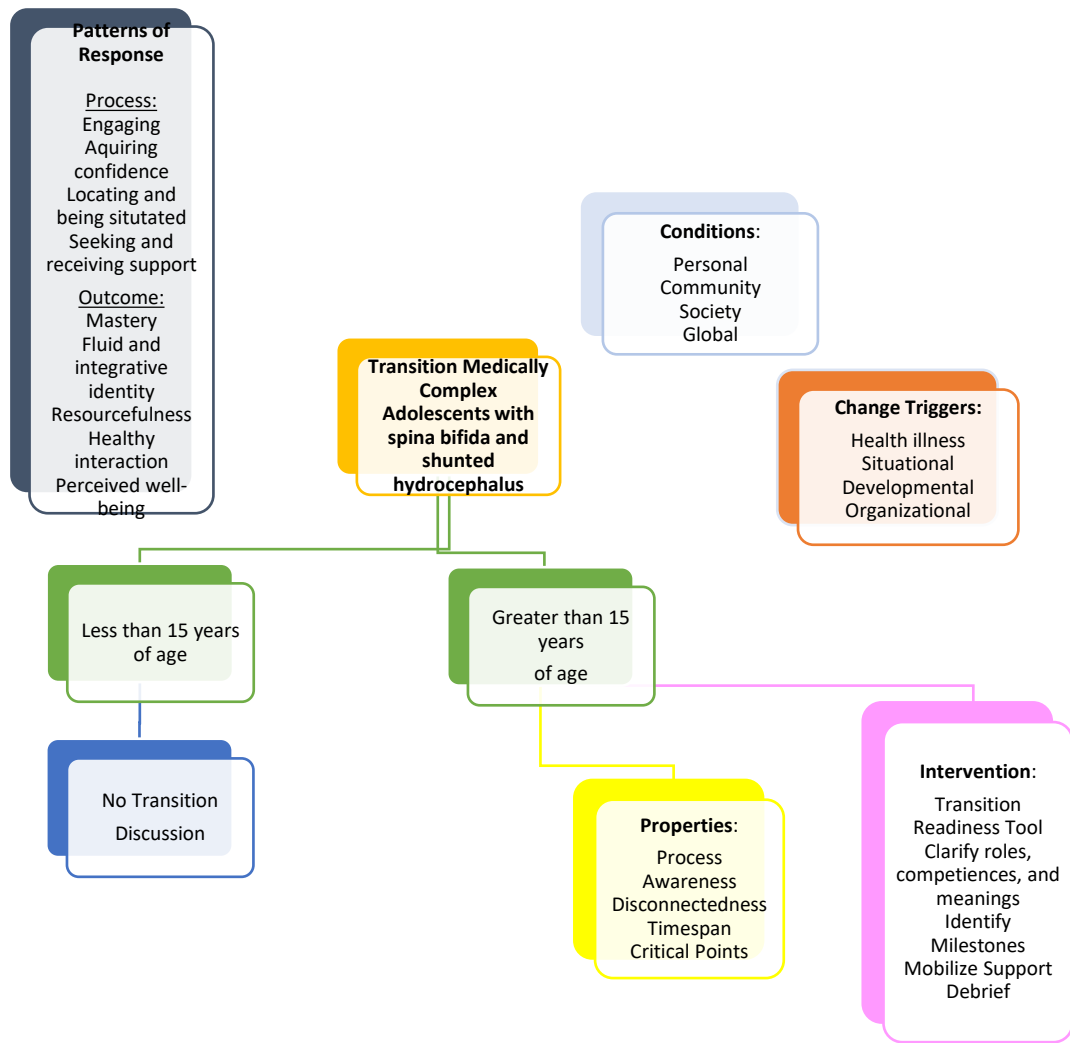 Patterns of
Response
Process:
Engaging
Aquiring
confidence
Locating and
being situtated
Seeking and
receiving support
Outcome:
Mastery
Fluid and
integrative
identity
Resourcefulness
Healthy
interaction
Perceived well-
being
Conditions:
Personal
Community
Society
Global
Transition Medically
Complex
Adolescents with
spina bifida and
shunted
hydrocephalus
Change Triggers:
Health illness
Situational
Developmental
Organizational
Less than 15 years
of age
Greater than 15
years
of age
No Transition
Discussion
Properties:
Process
Awareness
Disconnectedness
Timespan
Critical Points
Intervention:
Transition
Readiness Tool
Clarify roles,
competiences, and
meanings
Identify
Milestones
Mobilize Support
Debrief